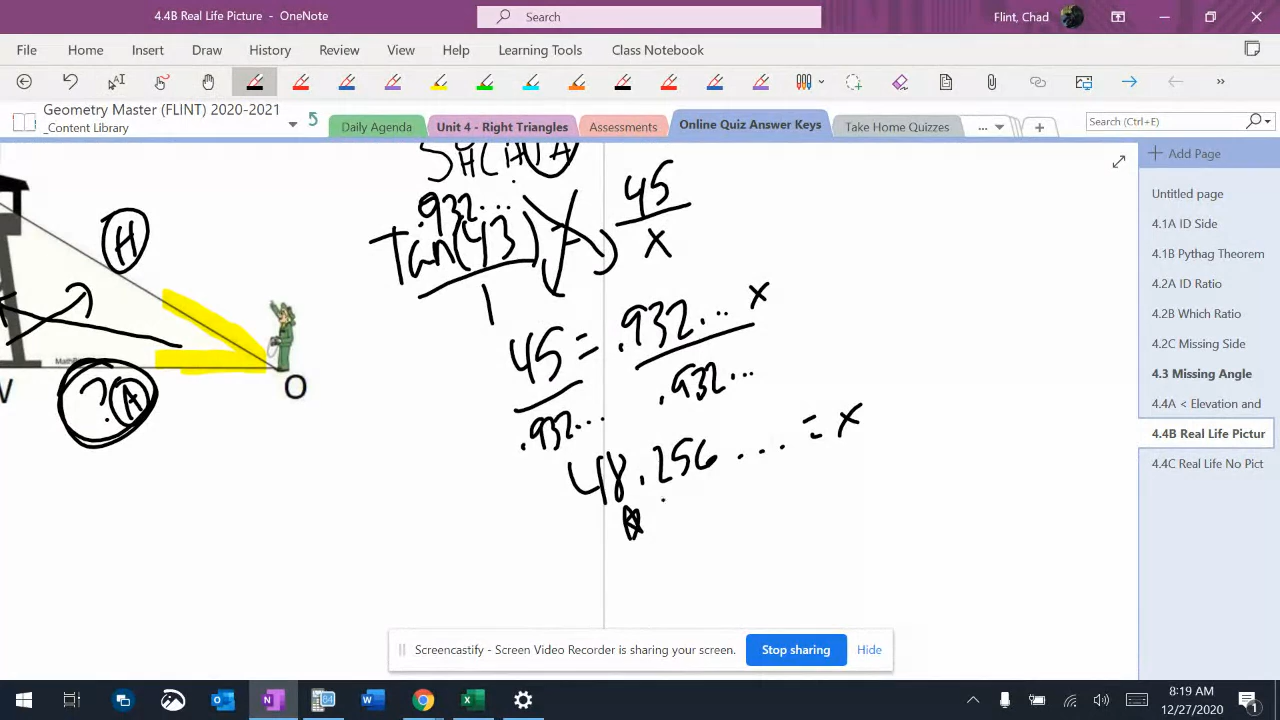 4.4B Real Life Picture - OneNote
Search
Flint, Chad
File Home Insert Draw History Review View Help Learning Tools Class Notebook
Geometry Master (FLINT) 2020-2021
_Content Library
Daily Agenda Unit 4 - Right Triangles Assessments Online Quiz Answer Keys Take Home Quizzes ...
Search (Ctrl+E)
Add Page
Untitled page
4.1A ID Side
4.1B Pythag Theorem
4.2A ID Ratio
4.2B Which Ratio
4.2C Missing Side
4.3 Missing Angle
4.4A < Elevation and
4.4B Real Life Pictur
4.4C Real Life No Pict
H
? A
O
.932...
Tan(43)
1
45
x
45 = .932... x
.932... .932...
48.256 .... = x
Screencastify - Screen Video Recorder is sharing your screen. Stop sharing Hide
8:19 AM
12/27/2020